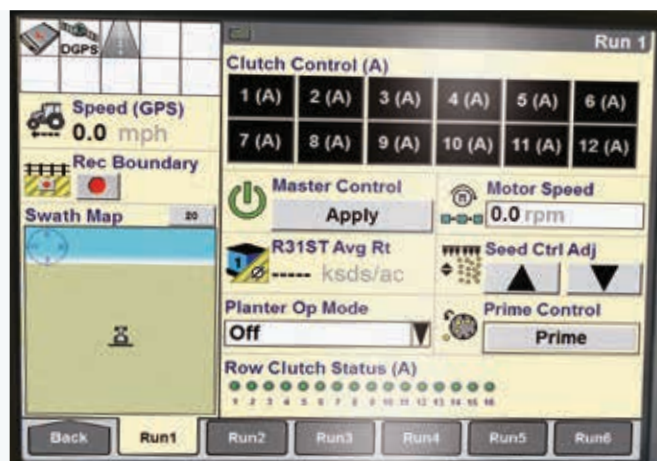 DGPS
Run 1
Speed (GPS)
0.0 mph
Rec Boundary
Swath Map 20
Clutch Control (A)
1 (A) 2 (A) 3 (A) 4 (A) 5 (A) 6 (A)
7 (A) 8 (A) 9 (A) 10 (A) 11 (A) 12 (A)
Master Control
Apply
Motor Speed
0.0 rpm
R31ST Avg Rt
1 ----- ksds/ac
Seed Ctrl Adj
Planter Op Mode
Off
Prime Control
Prime
Row Clutch Status (A)
1 2 3 4 5 6 7 8 9 10 11 12 13 14 15 16
Back Run1 Run2 Run3 Run4 Run5 Run6